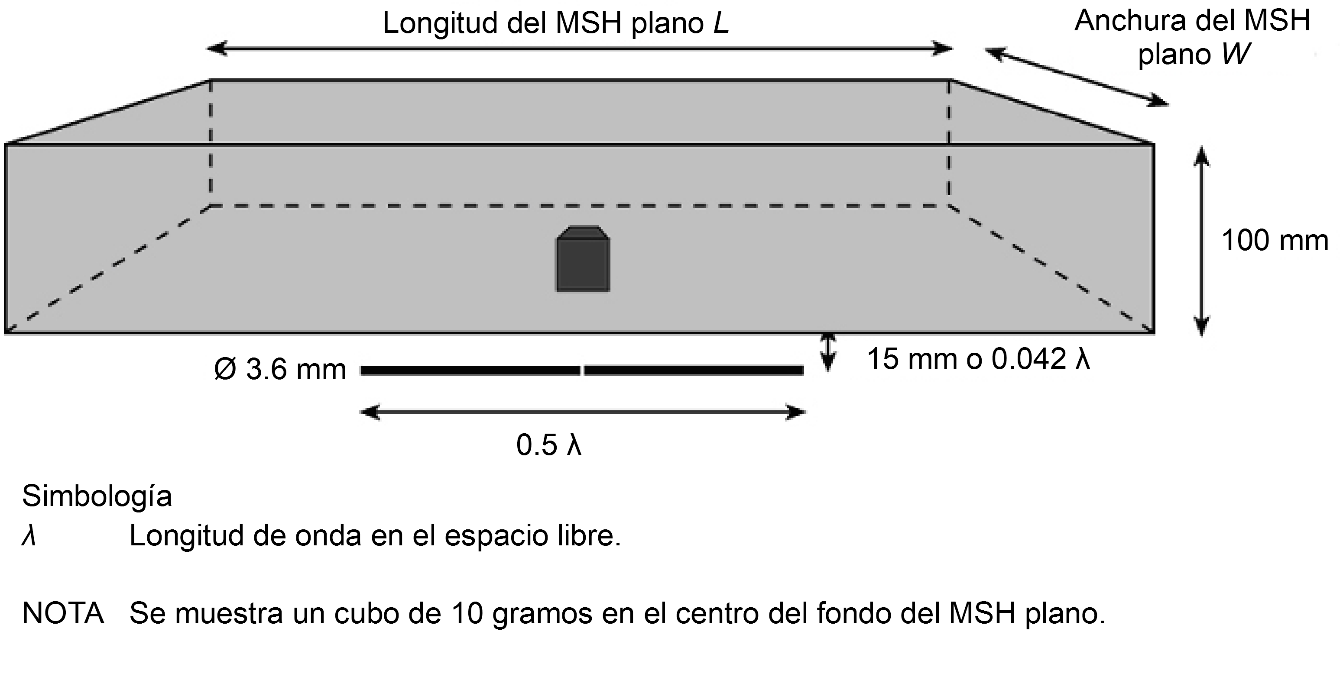 Longitud del MSH plano L
Anchura del MSH
plano W
100 mm
15 mm o 0.042 λ
Ø 3.6 mm
0.5 λ
Simbología
λ Longitud de onda en el espacio libre.
NOTA Se muestra un cubo de 10 gramos en el centro del fondo del MSH plano.